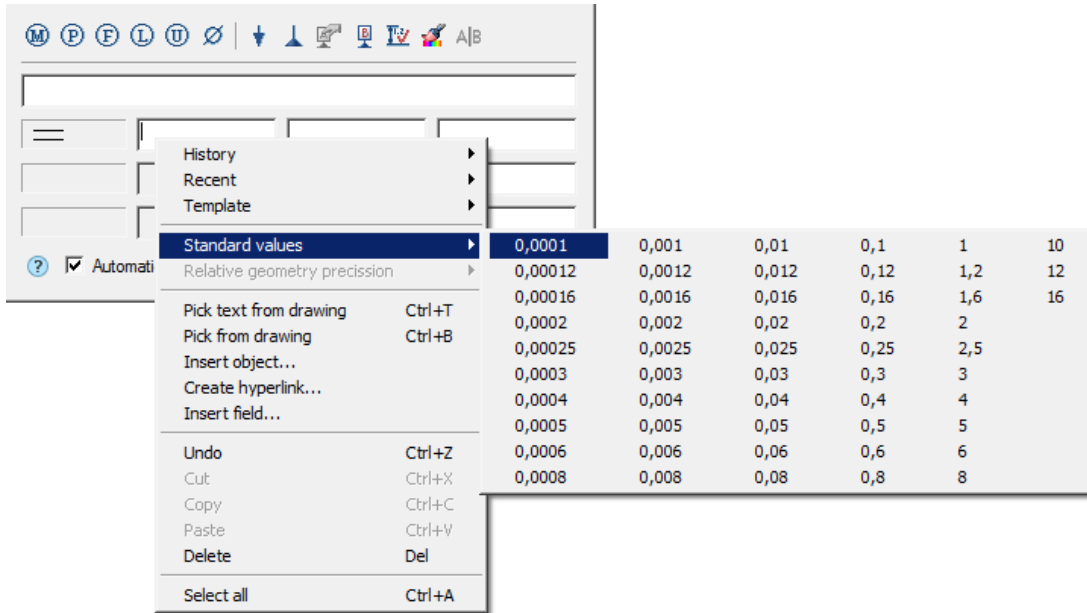 M P F L U A|B
History
Recent
Template
Standard values
Relative geometry precission
Automati
Pick text from drawing Ctrl+T
Pick from drawing Ctrl+B
Insert object...
Create hyperlink...
Insert field...
Undo Ctrl+Z
Cut Ctrl+X
Copy Ctrl+C
Paste Ctrl+V
Delete Del
Select all Ctrl+A
0,0001 0,001 0,01 0,1 1 10
0,00012 0,0012 0,012 0,12 1,2 12
0,00016 0,0016 0,016 0,16 1,6 16
0,0002 0,002 0,02 0,2 2
0,00025 0,0025 0,025 0,25 2,5
0,0003 0,003 0,03 0,3 3
0,0004 0,004 0,04 0,4 4
0,0005 0,005 0,05 0,5 5
0,0006 0,006 0,06 0,6 6
0,0008 0,008 0,08 0,8 8